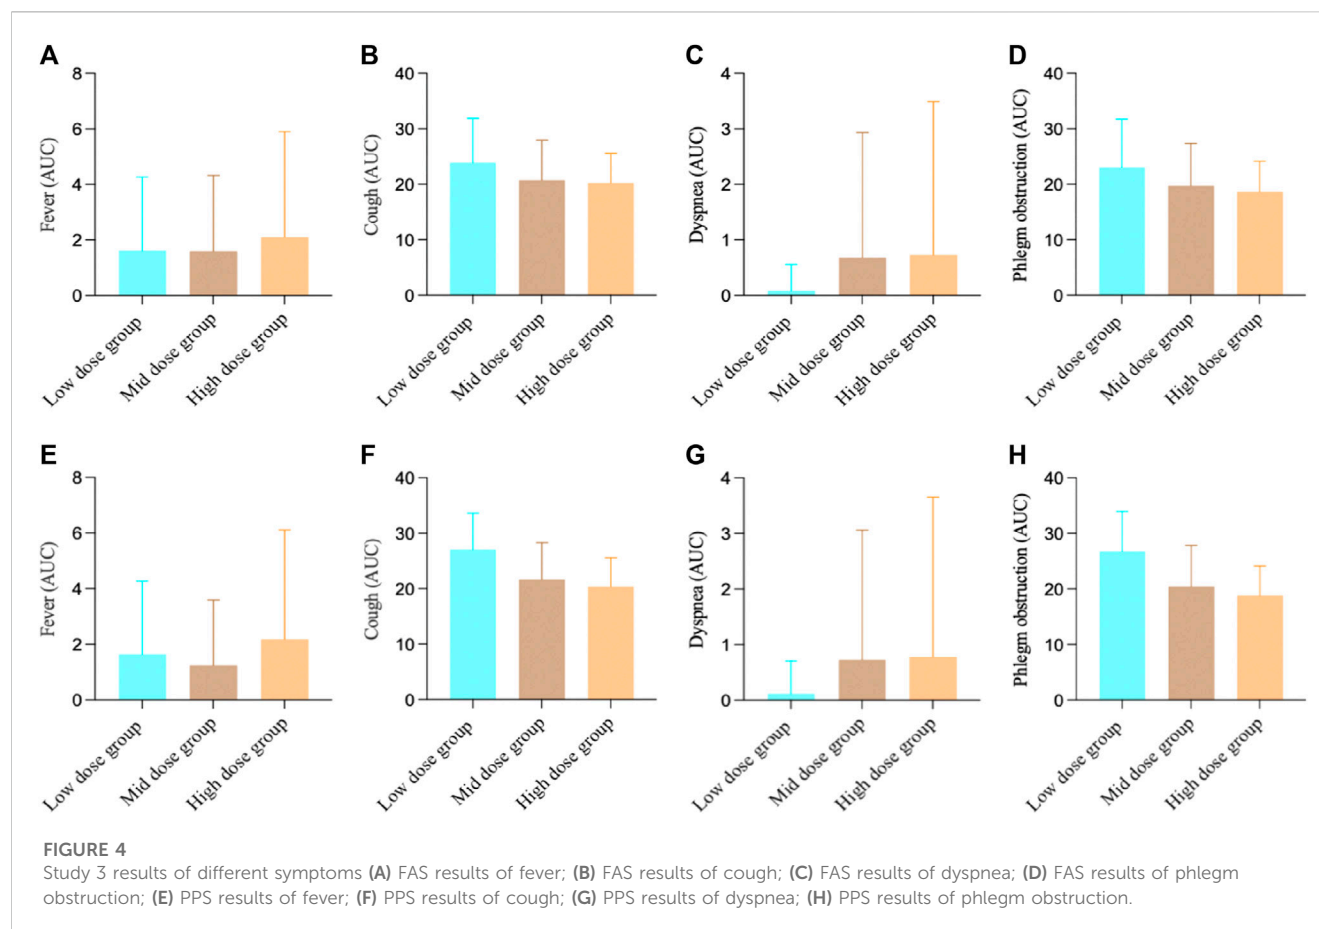 A
Fever (AUC)
8
6
4
2
0
Low dose group
Mid dose group
High dose group
B
Cough (AUC)
40
30
20
10
0
Low dose group
Mid dose group
High dose group
C
Dyspnea (AUC)
4
3
2
1
0
Low dose group
Mid dose group
High dose group
D
Phlegm obstruction (AUC)
40
30
20
10
0
Low dose group
Mid dose group
High dose group
E
Fever (AUC)
8
6
4
2
0
Low dose group
Mid dose group
High dose group
F
Cough (AUC)
40
30
20
10
0
Low dose group
Mid dose group
High dose group
G
Dyspnea (AUC)
4
3
2
1
0
Low dose group
Mid dose group
High dose group
H
Phlegm obstruction (AUC)
40
30
20
10
0
Low dose group
Mid dose group
High dose group
FIGURE 4
Study 3 results of different symptoms (A) FAS results of fever; (B) FAS results of cough; (C) FAS results of dyspnea; (D) FAS results of phlegm
obstruction; (E) PPS results of fever; (F) PPS results of cough; (G) PPS results of dyspnea; (H) PPS results of phlegm obstruction.